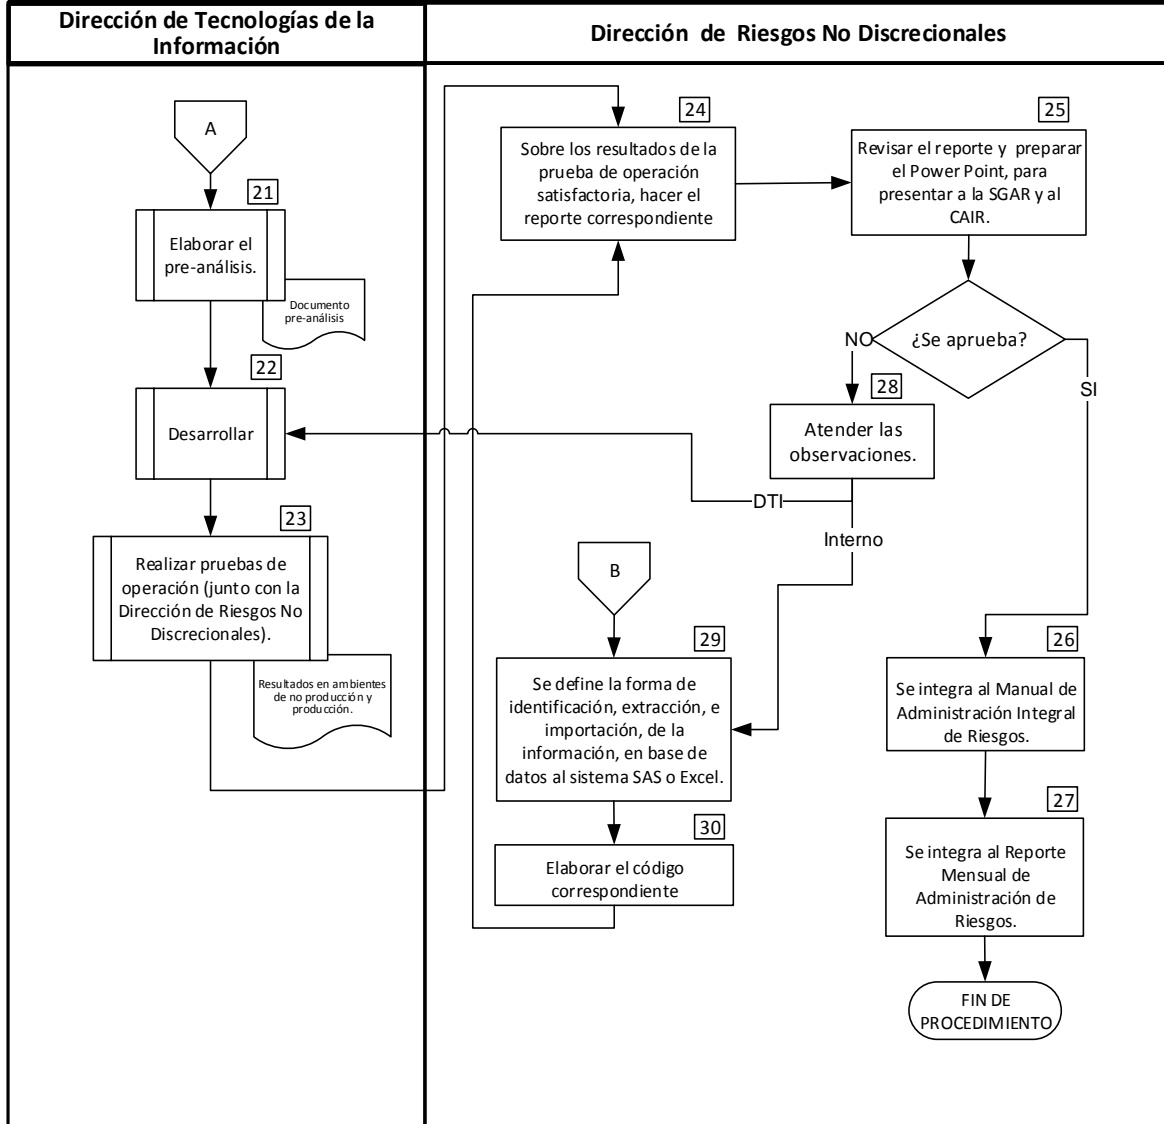 Dirección de Tecnologías de la
Información
Dirección de Riesgos No Discrecionales
A
21
Elaborar el
pre-análisis.
Documento
pre-análisis
22
Desarrollar
23
Realizar pruebas de
operación (junto con la
Dirección de Riesgos No
Discrecionales).
Resultados en ambientes
de no producción y
producción.
24
Sobre los resultados de la
prueba de operación
satisfactoria, hacer el
reporte correspondiente
25
Revisar el reporte y preparar
el Power Point, para
presentar a la SGAR y al
CAIR.
¿Se aprueba?
NO
SI
28
Atender las
observaciones.
DTI
Interno
B
29
Se define la forma de
identificación, extracción, e
importación, de la
información, en base de
datos al sistema SAS o Excel.
30
Elaborar el código
correspondiente
26
Se integra al Manual de
Administración Integral
de Riesgos.
27
Se integra al Reporte
Mensual de
Administración de
Riesgos.
FIN DE
PROCEDIMIENTO